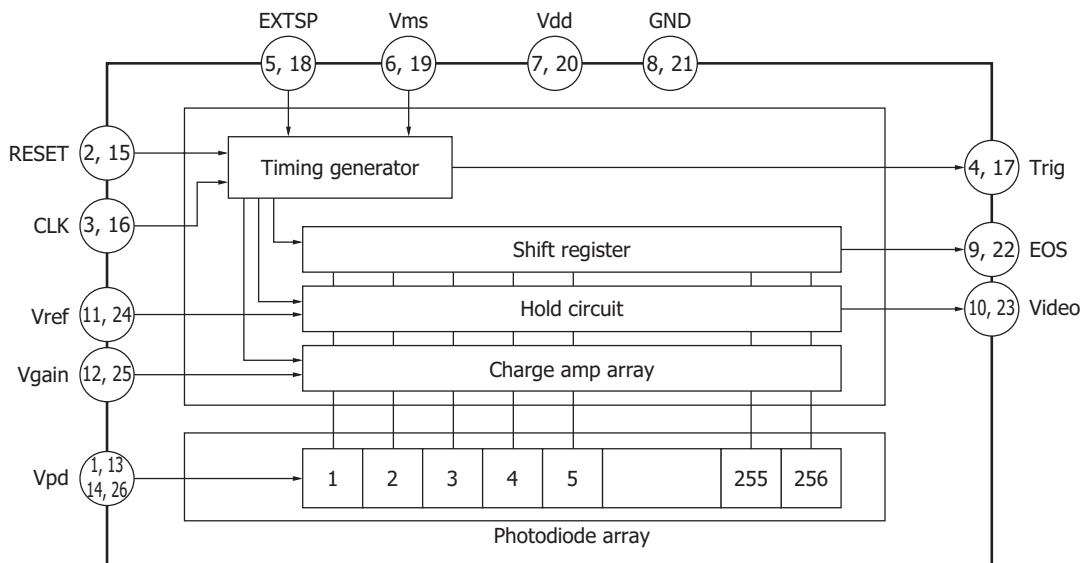 EXTSP
Vms
Vdd
GND
5, 18
6, 19
7, 20
8, 21
RESET
2, 15
Timing generator
4, 17
Trig
CLK
3, 16
Shift register
9, 22
EOS
Vref
11, 24
Hold circuit
10, 23
Video
Vgain
12, 25
Charge amp array
Vpd
1, 13
14, 26
1
2
3
4
5
255
256
Photodiode array